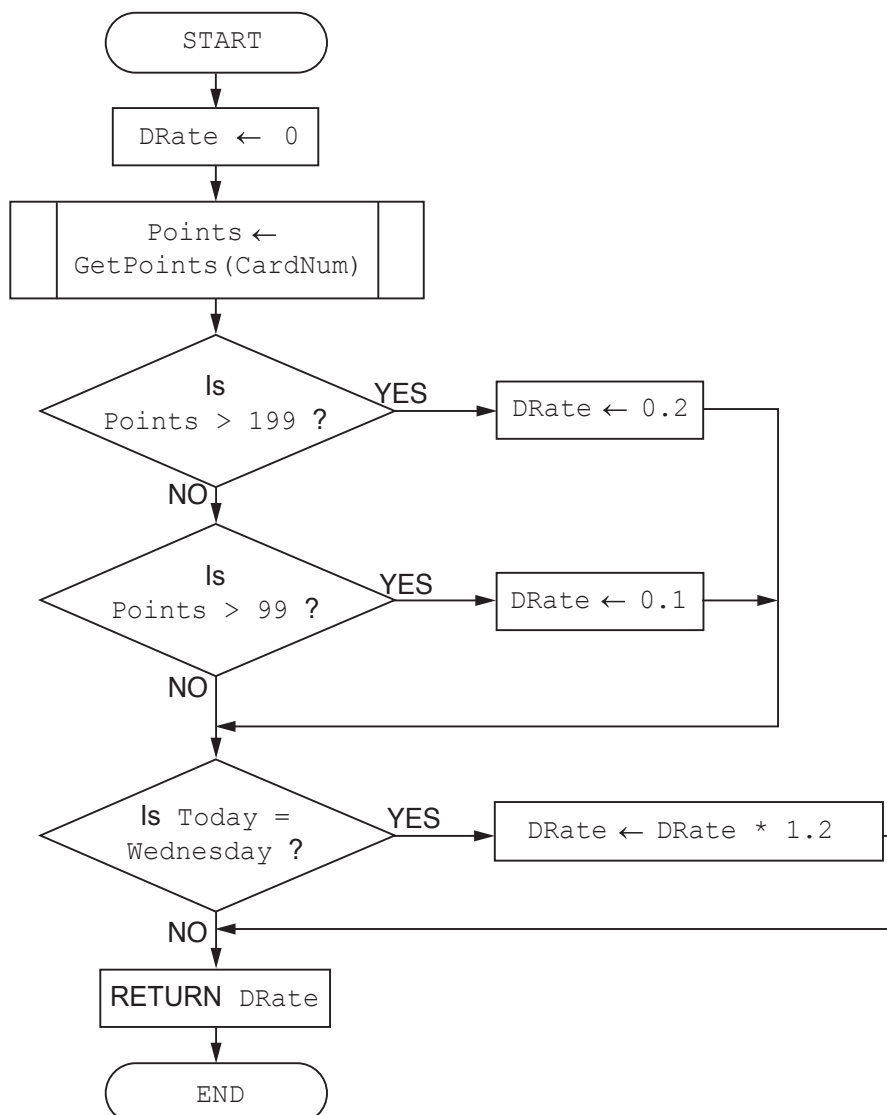 START
DRate ← 0
Points ←
GetPoints(CardNum)
Is
Points > 199 ?
YES
DRate ← 0.2
NO
Is
Points > 99 ?
YES
DRate ← 0.1
NO
Is Today =
Wednesday ?
YES
DRate ← DRate * 1.2
NO
RETURN DRate
END